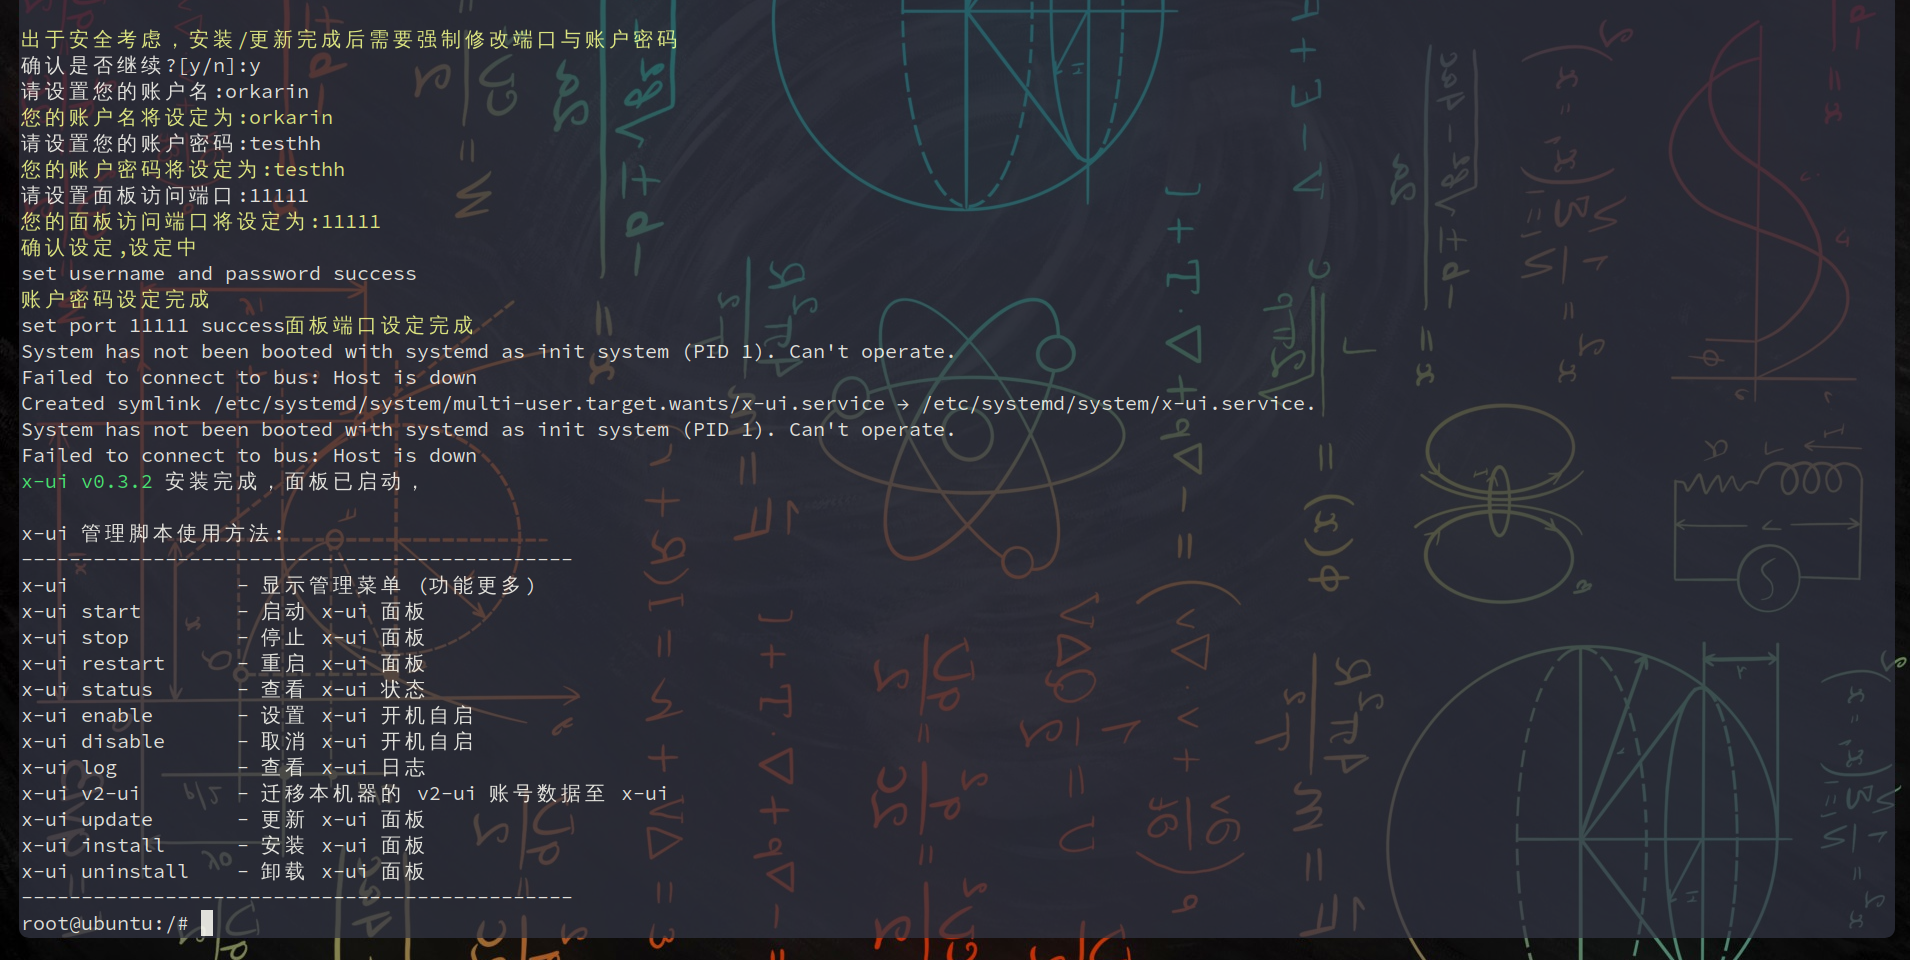 出于安全考虑，安装/更新完成后需要强制修改端口与账户密码
确认是否继续?[y/n]:y
请设置您的账户名:orkarin
您的账户名将设定为:orkarin
请设置您的账户密码:testhh
您的账户密码将设定为:testhh
请设置面板访问端口:11111
您的面板访问端口将设定为:11111
确认设定,设定中
set username and password success
账户密码设定完成
set port 11111 success面板端口设定完成
System has not been booted with systemd as init system (PID 1). Can't operate.
Failed to connect to bus: Host is down
Created symlink /etc/systemd/system/multi-user.target.wants/x-ui.service → /etc/systemd/system/x-ui.service.
System has not been booted with systemd as init system (PID 1). Can't operate.
Failed to connect to bus: Host is down
x-ui v0.3.2 安装完成，面板已启动，

x-ui 管理脚本使用方法:
----------------------------------------------
x-ui              - 显示管理菜单 (功能更多)
x-ui start        - 启动 x-ui 面板
x-ui stop         - 停止 x-ui 面板
x-ui restart      - 重启 x-ui 面板
x-ui status       - 查看 x-ui 状态
x-ui enable       - 设置 x-ui 开机自启
x-ui disable      - 取消 x-ui 开机自启
x-ui log          - 查看 x-ui 日志
x-ui v2-ui        - 迁移本机器的 v2-ui 账号数据至 x-ui
x-ui update       - 更新 x-ui 面板
x-ui install      - 安装 x-ui 面板
x-ui uninstall    - 卸载 x-ui 面板
----------------------------------------------
root@ubuntu:/#